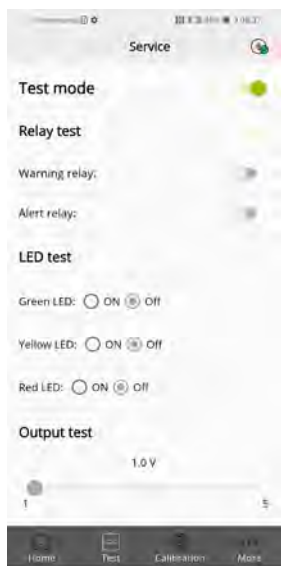 Service
Test mode
Relay test
Warning relay:
Alert relay:
LED test
Green LED: ON Off
Yellow LED: ON Off
Red LED: ON Off
Output test
1.0 V
1 5
Home Test Calibration More